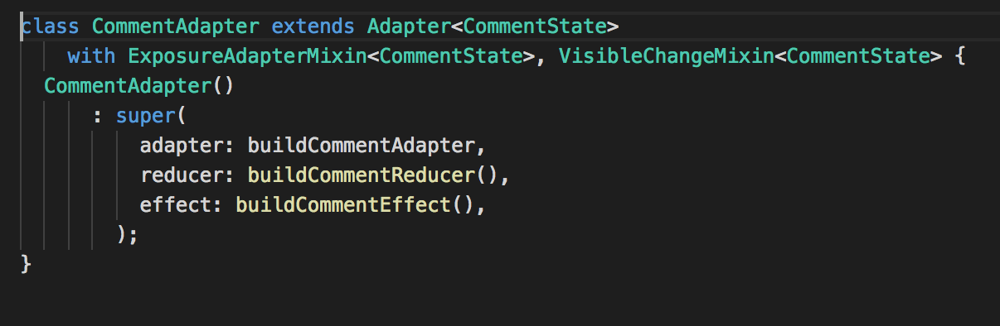 class CommentAdapter extends Adapter<CommentState>
    with ExposureAdapterMixin<CommentState>, VisibleChangeMixin<CommentState> {
  CommentAdapter()
      : super(
          adapter: buildCommentAdapter,
          reducer: buildCommentReducer(),
          effect: buildCommentEffect(),
        );
}